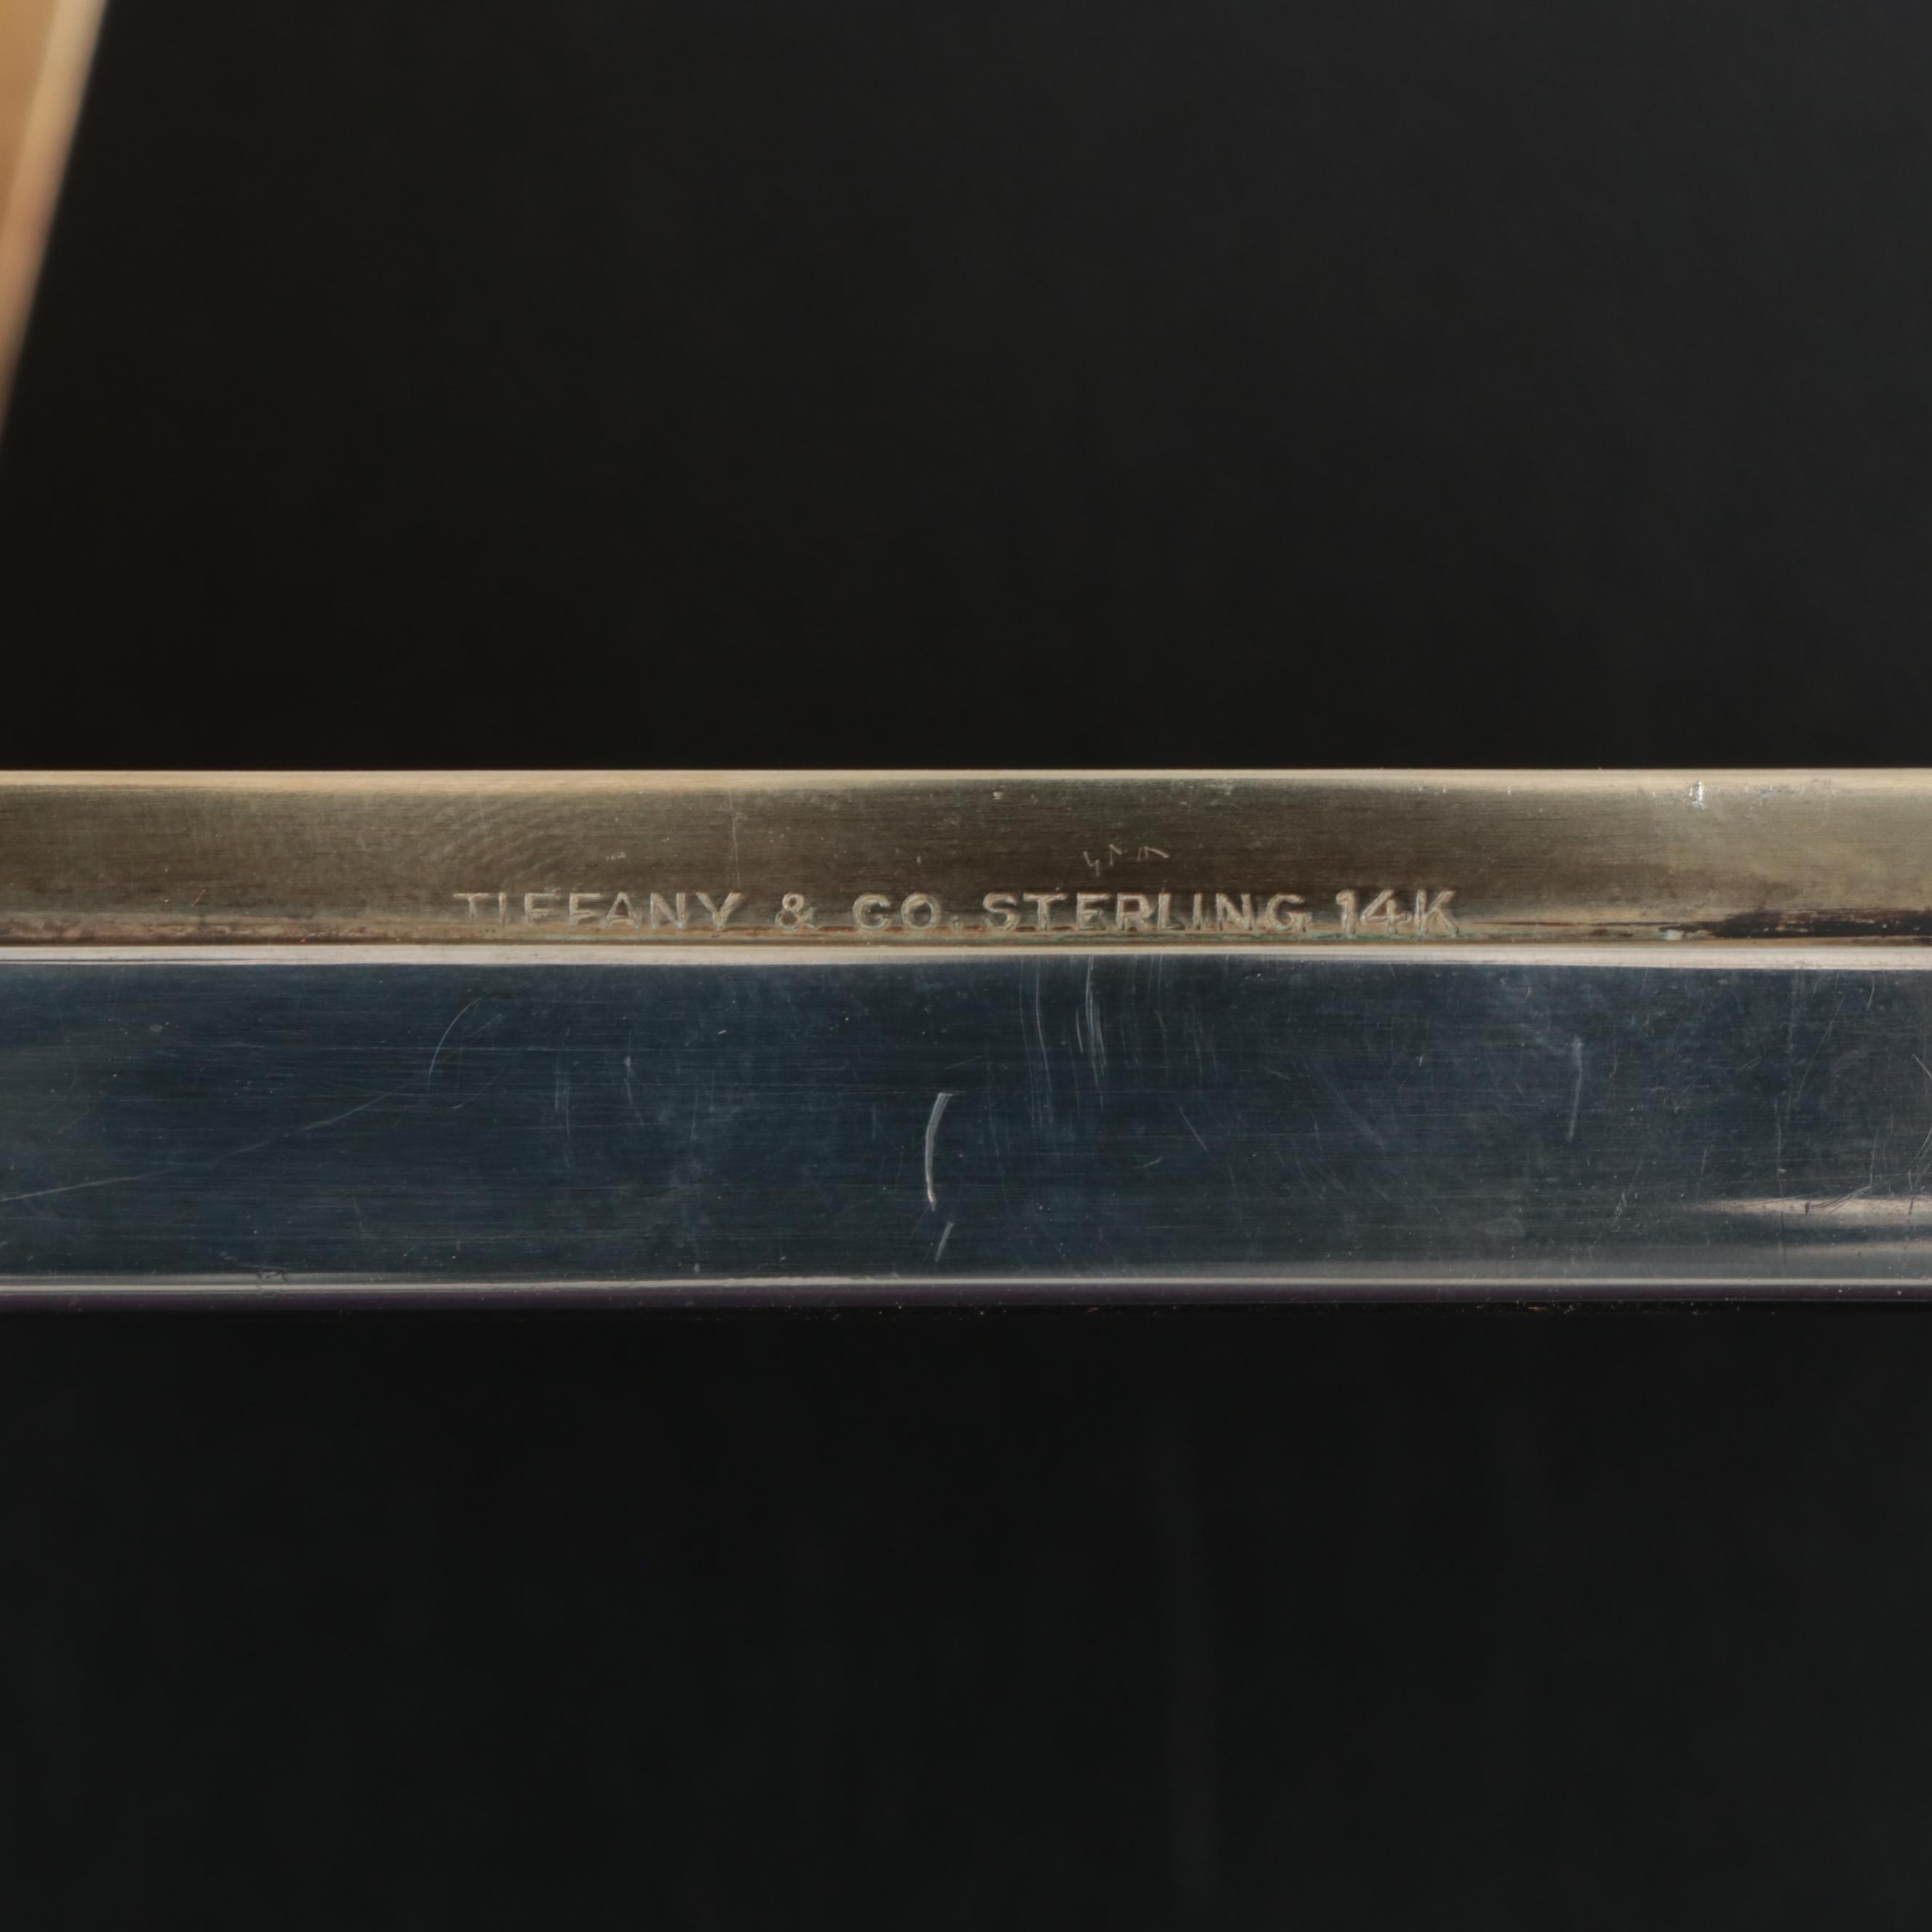 TIFFANY & CO. STERLING 14K